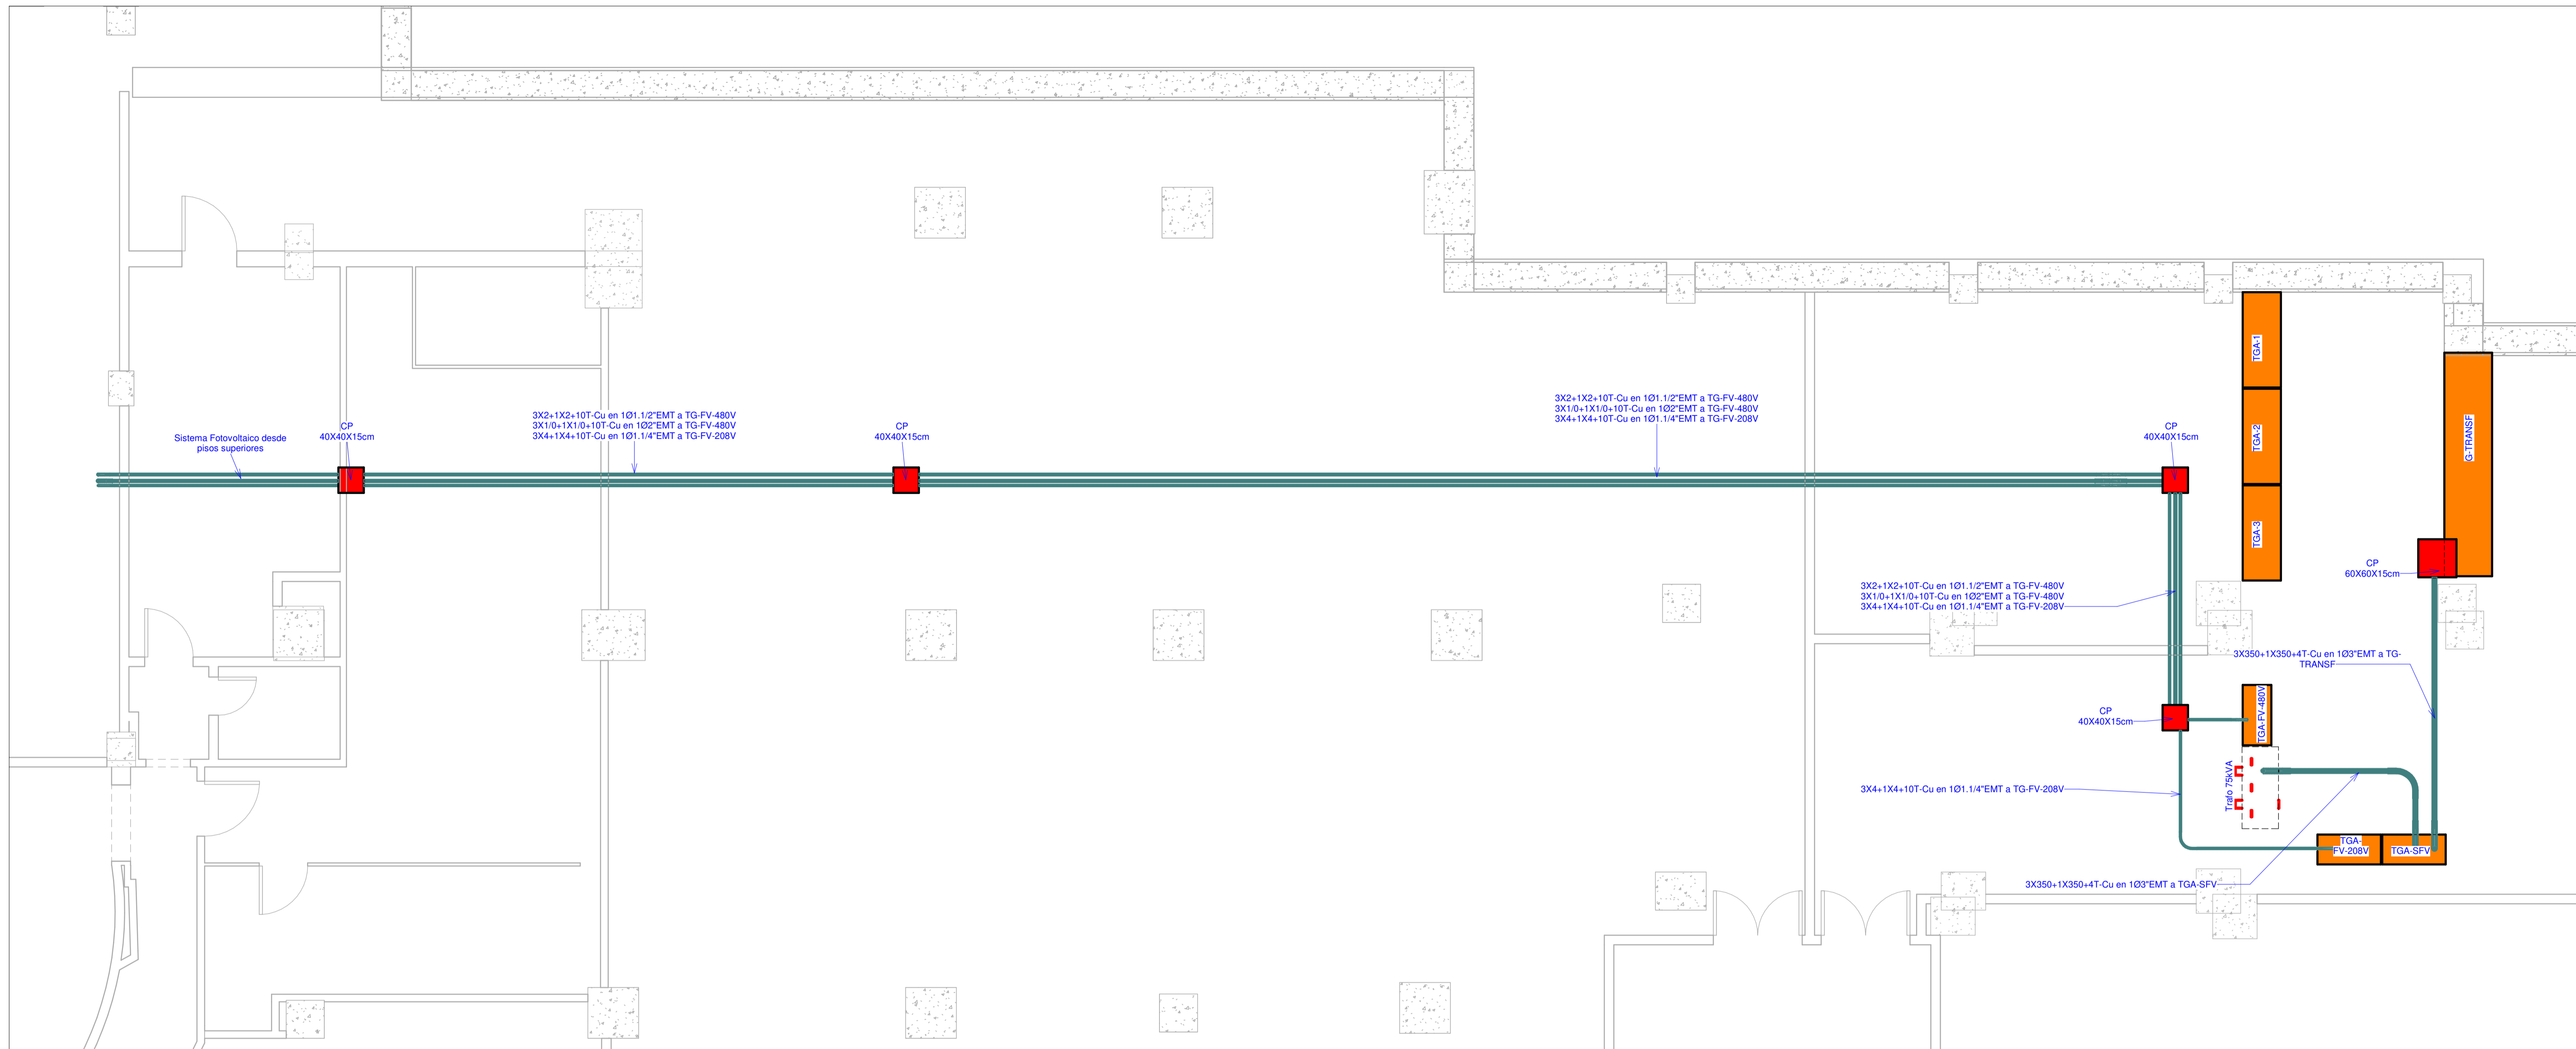 Sistema Fotovoltaico desde
pisos superiores
CP
40X40X15cm
3X2+1X2+10T-Cu en 1Ø1.1/2"EMT a TG-FV-480V
3X1/0+1X1/0+10T-Cu en 1Ø2"EMT a TG-FV-480V
3X4+1X4+10T-Cu en 1Ø1.1/4"EMT a TG-FV-208V
CP
40X40X15cm
3X2+1X2+10T-Cu en 1Ø1.1/2"EMT a TG-FV-480V
3X1/0+1X1/0+10T-Cu en 1Ø2"EMT a TG-FV-480V
3X4+1X4+10T-Cu en 1Ø1.1/4"EMT a TG-FV-208V
CP
40X40X15cm
TGA-1
TGA-2
TGA-3
G-TRANSF
CP
60X60X15cm
3X2+1X2+10T-Cu en 1Ø1.1/2"EMT a TG-FV-480V
3X1/0+1X1/0+10T-Cu en 1Ø2"EMT a TG-FV-480V
3X4+1X4+10T-Cu en 1Ø1.1/4"EMT a TG-FV-208V
3X350+1X350+4T-Cu en 1Ø3"EMT a TG-
TRANSF
CP
40X40X15cm
TGA-FV-480V
Trafo 75kVA
3X4+1X4+10T-Cu en 1Ø1.1/4"EMT a TG-FV-208V
TGA-
FV-208V
TGA-SFV
3X350+1X350+4T-Cu en 1Ø3"EMT a TGA-SFV